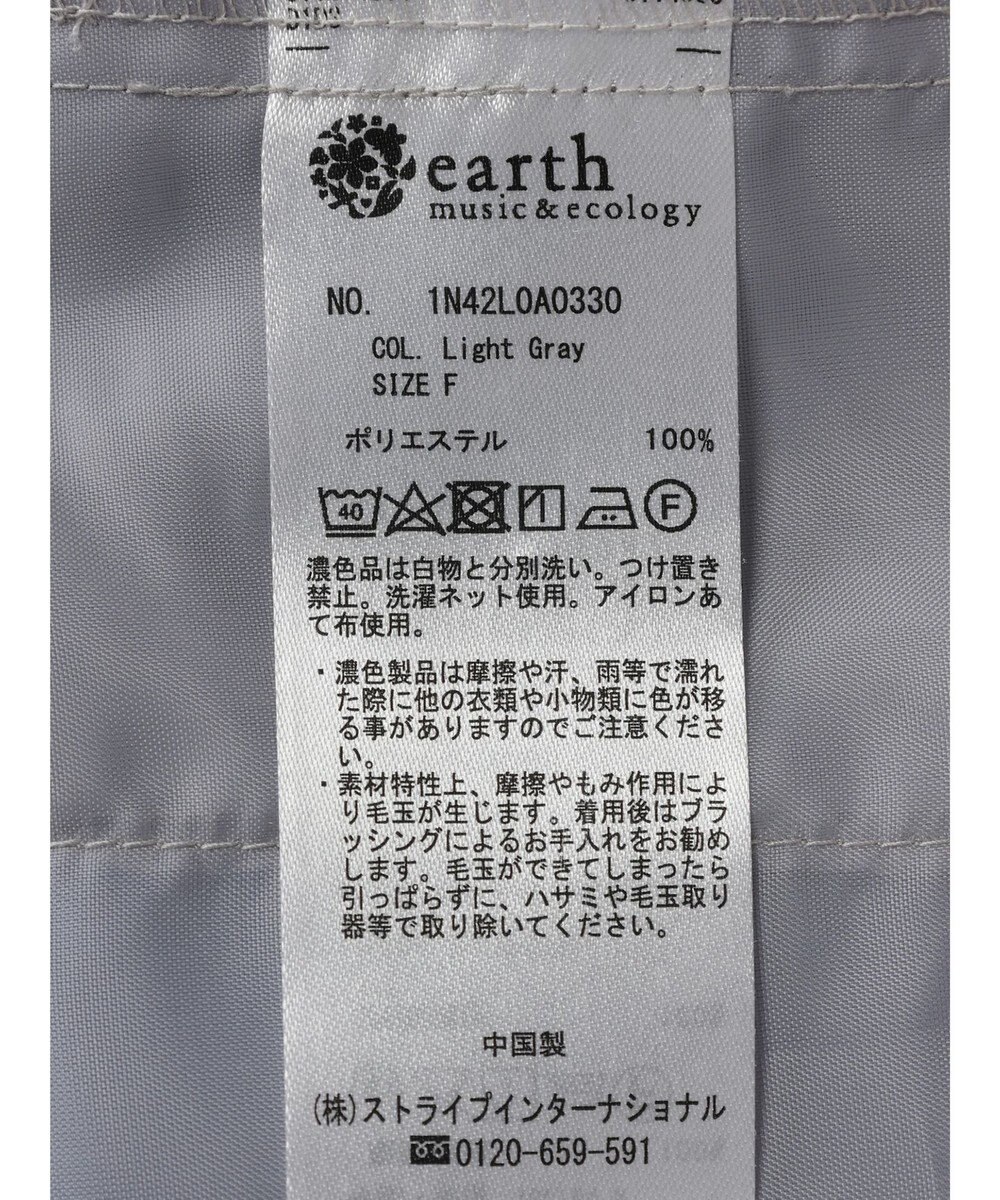 earth
music&ecology
NO. 1N42L0A0330
COL. Light Gray
SIZE F
ポリエステル 100%
40 F
濃色品は白物と分別洗い。つけ置き
禁止。洗濯ネット使用。アイロンあ
て布使用。
・濃色製品は摩擦や汗、雨等で濡れ
た際に他の衣類や小物類に色が移
る事がありますのでご注意くださ
い。
・素材特性上、摩擦やもみ作用によ
り毛玉が生じます。着用後はブラ
ッシングによるお手入れをお勧め
します。毛玉ができてしまったら
引っぱらずに、ハサミや毛玉取り
器等で取り除いてください。
中国製
(株)ストライプインターナショナル
0120-659-591